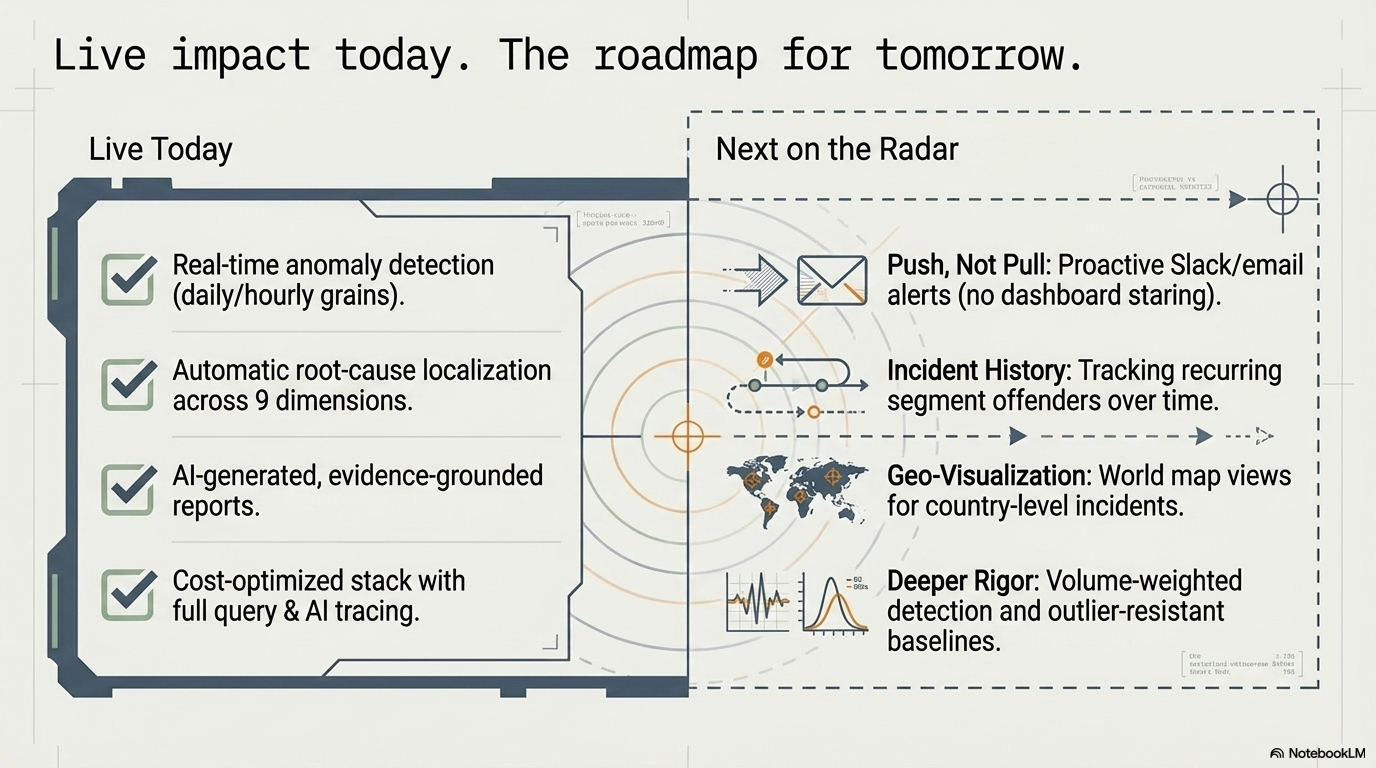 Live impact today. The roadmap for tomorrow.
Live Today
Real-time anomaly detection
(daily/hourly grains).
Automatic root-cause localization
across 9 dimensions.
AI-generated, evidence-grounded
reports.
Cost-optimized stack with
full query & AI tracing.
Next on the Radar
Push, Not Pull: Proactive Slack/email
alerts (no dashboard staring).
Incident History: Tracking recurring
segment offenders over time.
Geo-Visualization: World map views
for country-level incidents.
Deeper Rigor: Volume-weighted
detection and outlier-resistant
baselines.
NotebookLM